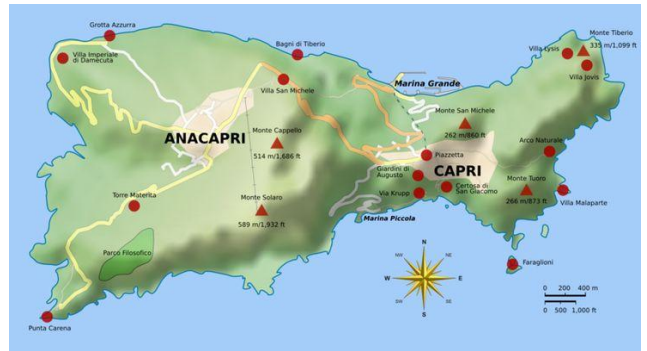 Grotta Azzurra
Villa Imperiale
di Damecuta
Bagni di Tiberio
Villa San Michele
Marina Grande
Monte Tiberio
335 m/1,099 ft
Villa Lysis
Villa Jovis
ANACAPRI
Monte Cappello
514 m/1,686 ft
Monte San Michele
262 m/860 ft
Arco Naturale
Piazzetta
CAPRI
Giardini di
Augusto
Certosa di
San Giacomo
Via Krupp
Monte Tuoro
266 m/873 ft
Villa Malaparte
Torre Materita
Monte Solaro
589 m/1,932 ft
Marina Piccola
Parco Filosofico
Faraglioni
Punta Carena
N
NW
NE
W
E
SW
SE
S
0 200 400 m
0 500 1,000 ft